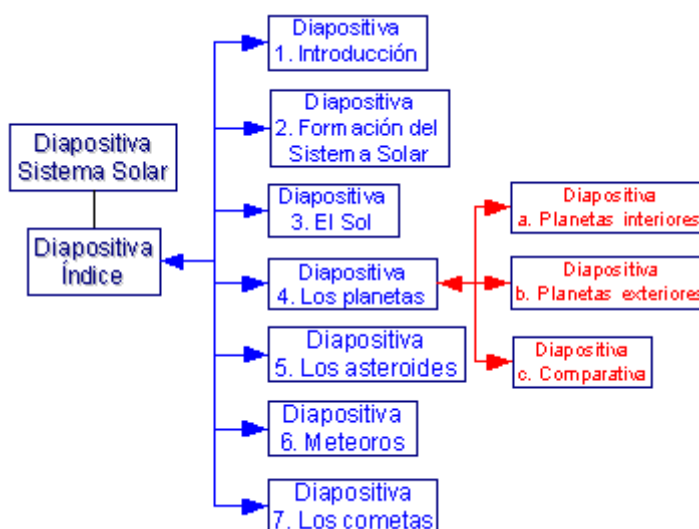 Diapositiva
Sistema Solar
Diapositiva
Índice
Diapositiva
1. Introducción
Diapositiva
2. Formación del
Sistema Solar
Diapositiva
3. El Sol
Diapositiva
4. Los planetas
Diapositiva
5. Los asteroides
Diapositiva
6. Meteoros
Diapositiva
7. Los cometas
Diapositiva
a. Planetas interiores
Diapositiva
b. Planetas exteriores
Diapositiva
c. Comparativa